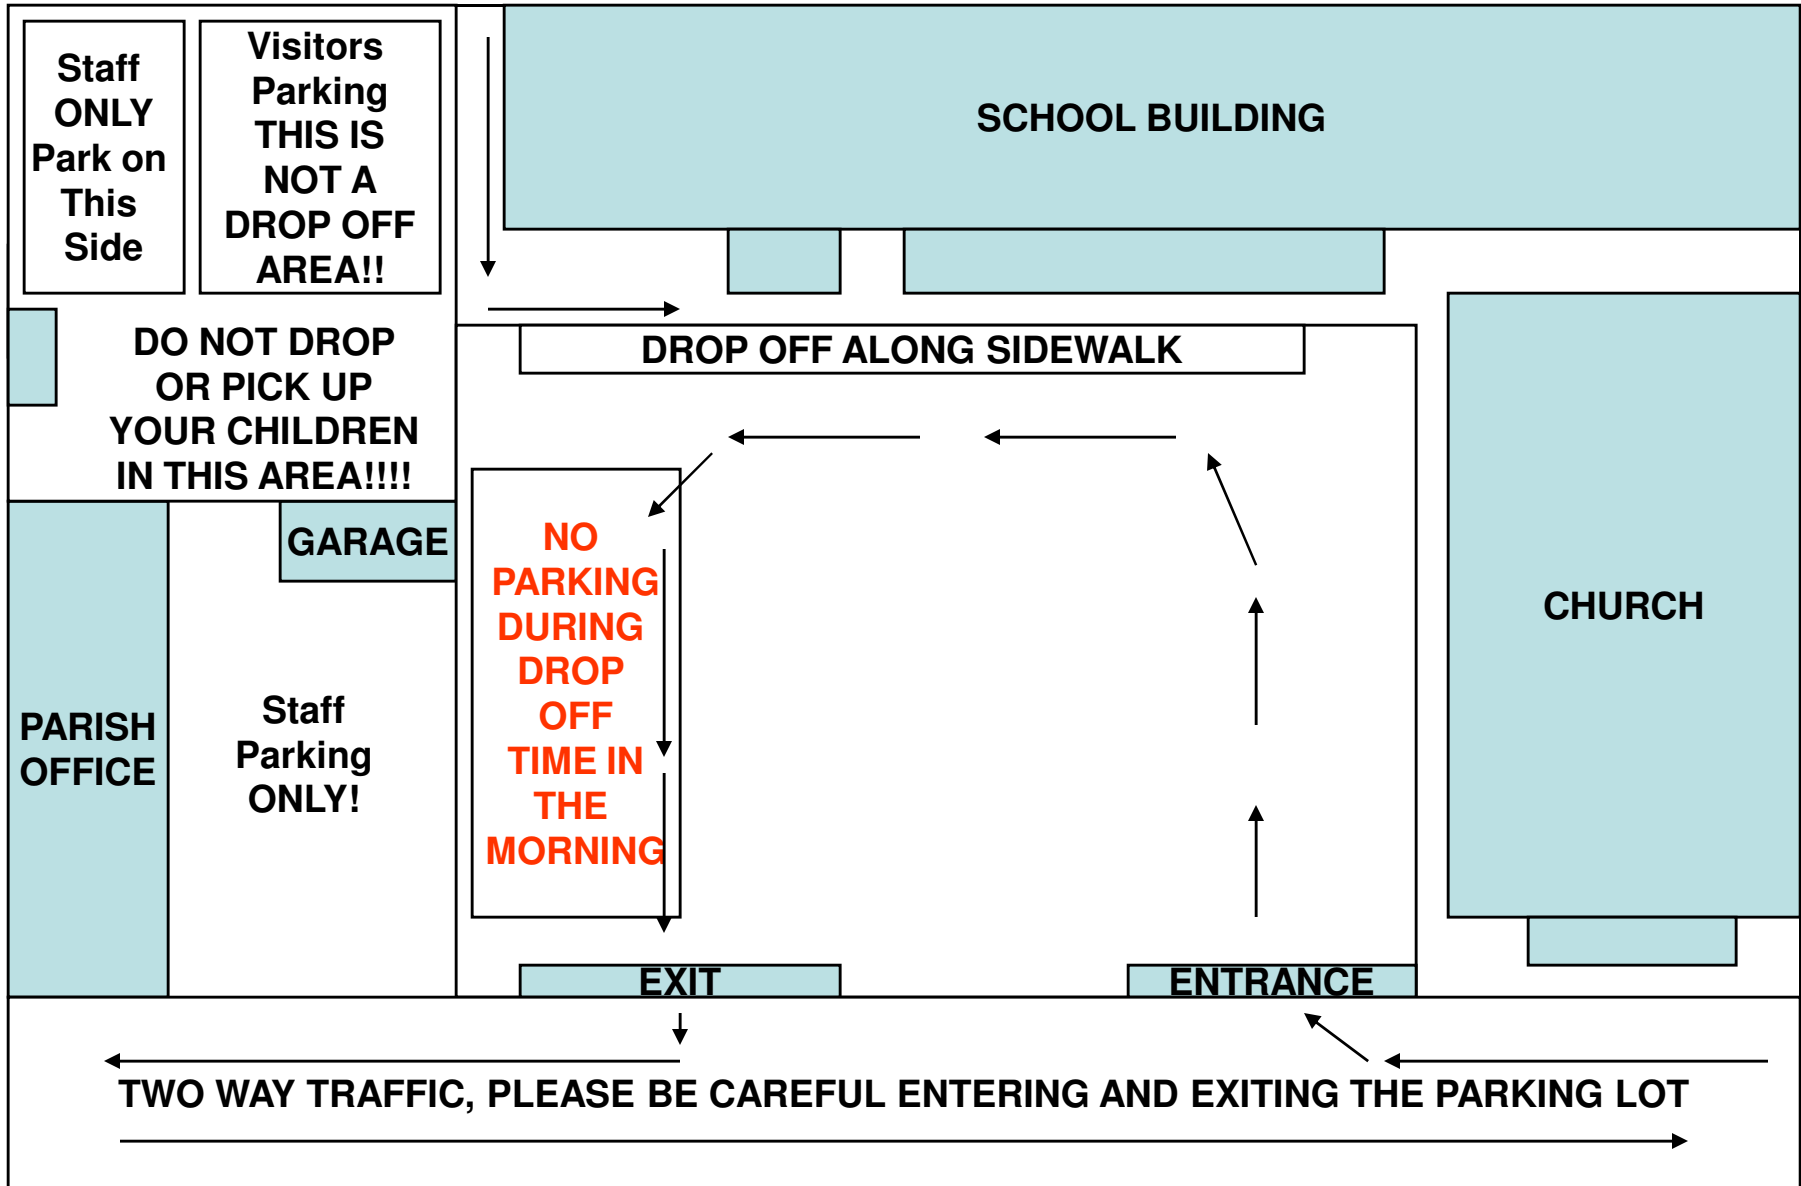 Staff
ONLY
Park on
This
Side
Visitors
Parking
THIS IS
NOT A
DROP OFF
AREA!!
SCHOOL BUILDING
DO NOT DROP
OR PICK UP
YOUR CHILDREN
IN THIS AREA!!!!
DROP OFF ALONG SIDEWALK
GARAGE
NO
PARKING
DURING
DROP
OFF
TIME IN
THE
MORNING
CHURCH
PARISH
OFFICE
Staff
Parking
ONLY!
EXIT
ENTRANCE
TWO WAY TRAFFIC, PLEASE BE CAREFUL ENTERING AND EXITING THE PARKING LOT